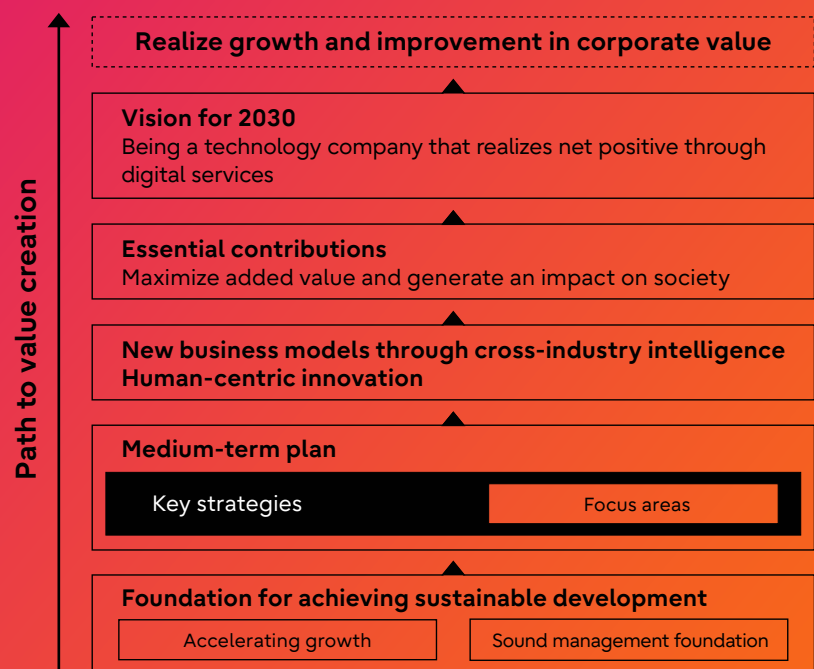 Realize growth and improvement in corporate value
Vision for 2030
Being a technology company that realizes net positive through
digital services
Essential contributions
Maximize added value and generate an impact on society
New business models through cross-industry intelligence
Human-centric innovation
Medium-term plan
Key strategies
Focus areas
Foundation for achieving sustainable development
Accelerating growth
Sound management foundation
Path to value creation